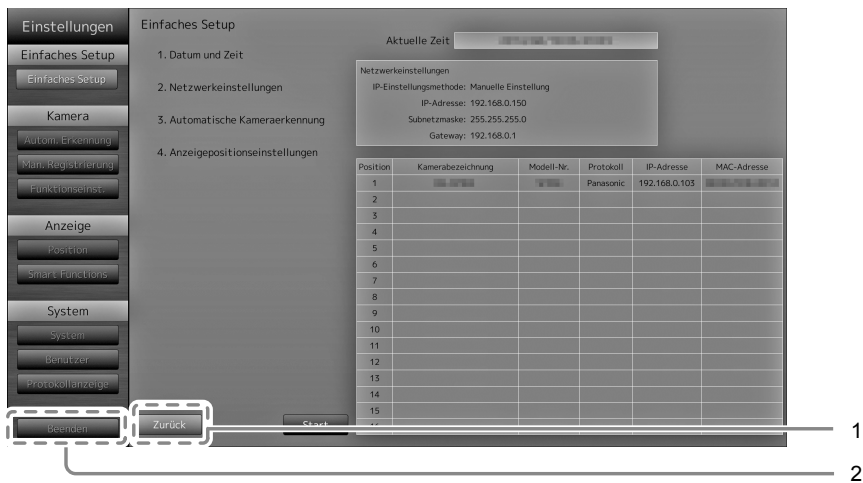 Einstellungen
Einfaches Setup
Einfaches Setup
Kamera
Autom. Erkennung
Man. Registrierung
Funktionseinst.
Anzeige
Position
Smart Functions
System
System
Benutzer
Protokollanzeige
Beenden
Einfaches Setup
1. Datum und Zeit
2. Netzwerkeinstellungen
3. Automatische Kameraerkennung
4. Anzeigepositionseinstellungen
Zurück
Start
Aktuelle Zeit
Netzwerkeinstellungen
IP-Einstellungsmethode: Manuelle Einstellung
IP-Adresse: 192.168.0.150
Subnetzmaske: 255.255.255.0
Gateway: 192.168.0.1
Position Kamerabezeichnung Modell-Nr. Protokoll IP-Adresse MAC-Adresse
1 Panasonic 192.168.0.103
2
3
4
5
6
7
8
9
10
11
12
13
14
15
1
2